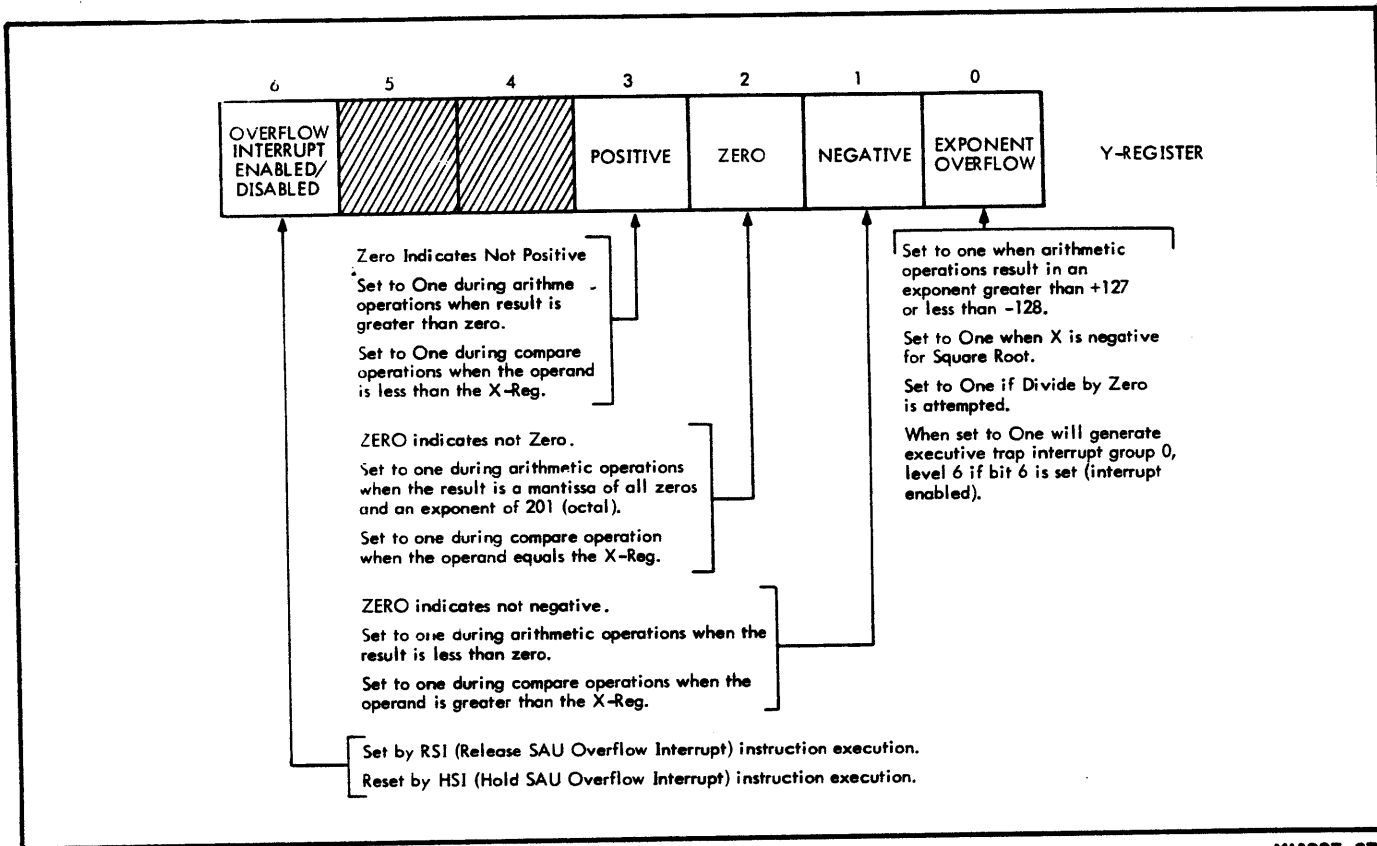 6 5 4 3 2 1 0
OVERFLOW
INTERRUPT
ENABLED/
DISABLED
POSITIVE
ZERO
NEGATIVE
EXPONENT
OVERFLOW
Y-REGISTER
Zero Indicates Not Positive
Set to One during arithme
operations when result is
greater than zero.
Set to One during compare
operations when the operand
is less than the X-Reg.
ZERO indicates not Zero.
Set to one during arithmetic operations
when the result is a mantissa of all zeros
and an exponent of 201 (octal).
Set to one during compare operation
when the operand equals the X-Reg.
ZERO indicates not negative.
Set to one during arithmetic operations when the
result is less than zero.
Set to one during compare operations when the
operand is greater than the X-Reg.
Set to one when arithmetic
operations result in an
exponent greater than +127
or less than -128.
Set to One when X is negative
for Square Root.
Set to One if Divide by Zero
is attempted.
When set to One will generate
executive trap interrupt group 0,
level 6 if bit 6 is set (interrupt
enabled).
Set by RSI (Release SAU Overflow Interrupt) instruction execution.
Reset by HSI (Hold SAU Overflow Interrupt) instruction execution.